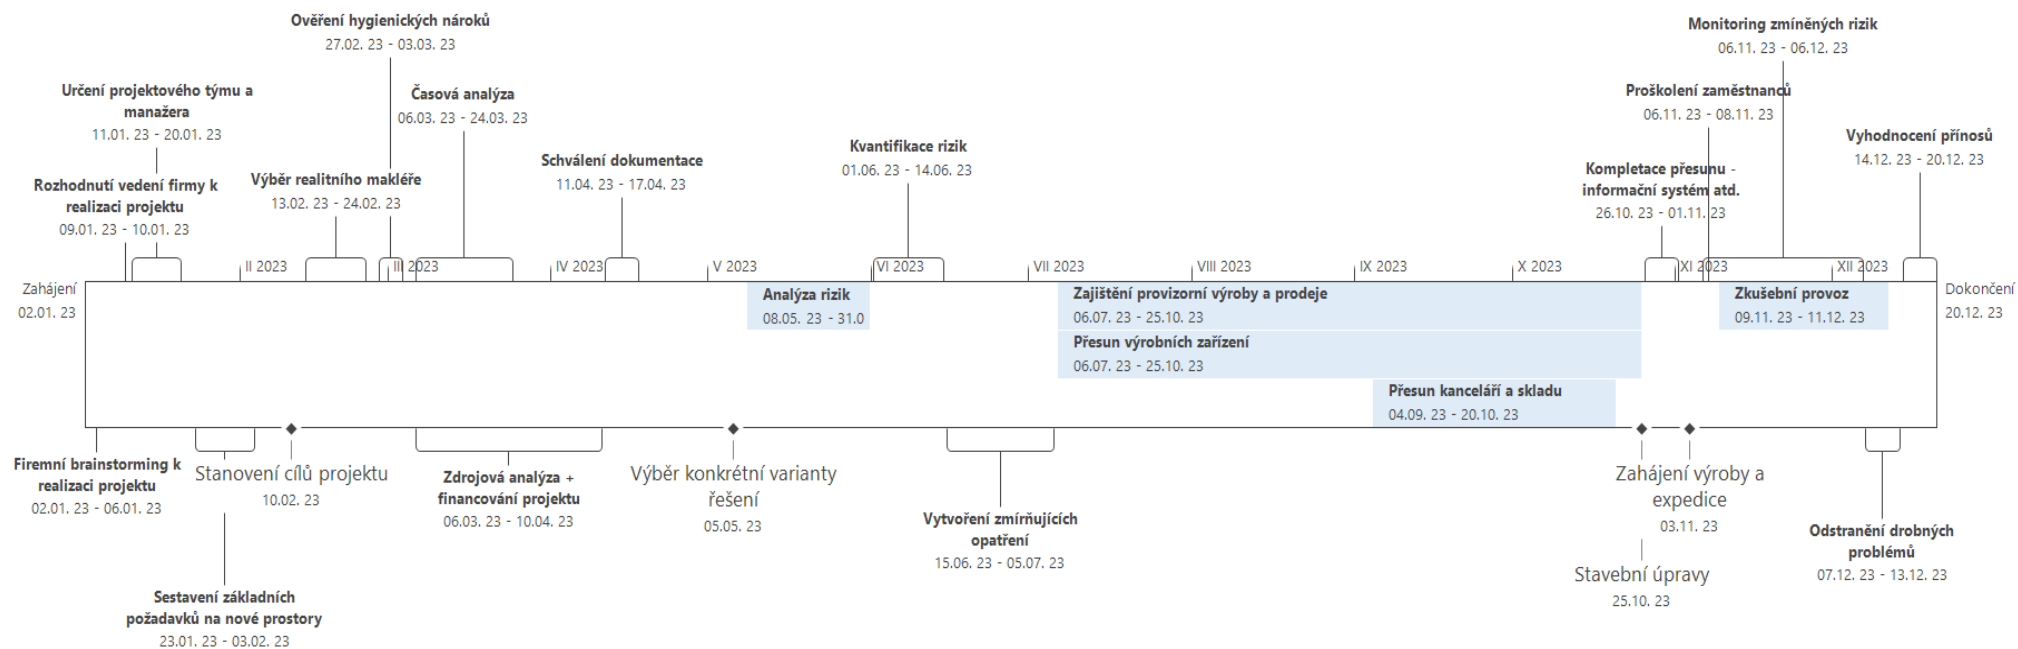 Ověření hygienických nároků
27.02. 23 - 03.03. 23
Monitoring zmíněných rizik
06.11. 23 - 06.12. 23
Určení projektového týmu a
manažera
11.01. 23 - 20.01. 23
Časová analýza
06.03. 23 - 24.03. 23
Proškolení zaměstnanců
06.11. 23 - 08.11. 23
Vyhodnocení přínosů
14.12. 23 - 20.12. 23
Kvantifikace rizik
01.06. 23 - 14.06. 23
Schválení dokumentace
11.04. 23 - 17.04. 23
Kompletace přesunu -
informační systém atd.
26.10. 23 - 01.11. 23
Rozhodnutí vedení firmy k
realizaci projektu
09.01. 23 - 10.01. 23
Výběr realitního makléře
13.02. 23 - 24.02. 23
II 2023
III 2023
IV 2023
V 2023
VI 2023
VII 2023
VIII 2023
IX 2023
X 2023
XI 2023
XII 2023
Zahájení
02.01. 23
Analýza rizik
08.05. 23 - 31.0
Zajištění provizorní výroby a prodeje
06.07. 23 - 25.10. 23
Zkušební provoz
09.11. 23 - 11.12. 23
Dokončení
20.12. 23
Přesun výrobních zařízení
06.07. 23 - 25.10. 23
Přesun kanceláří a skladu
04.09. 23 - 20.10. 23
Firemní brainstorming k
realizaci projektu
02.01. 23 - 06.01. 23
Stanovení cílů projektu
10.02. 23
Zdrojová analýza +
financování projektu
06.03. 23 - 10.04. 23
Výběr konkrétní varianty
řešení
05.05. 23
Zahájení výroby a
expedice
03.11. 23
Vytvoření zmírňujících
opatření
15.06. 23 - 05.07. 23
Odstranění drobných
problémů
07.12. 23 - 13.12. 23
Stavební úpravy
25.10. 23
Sestavení základních
požadavků na nové prostory
23.01. 23 - 03.02. 23